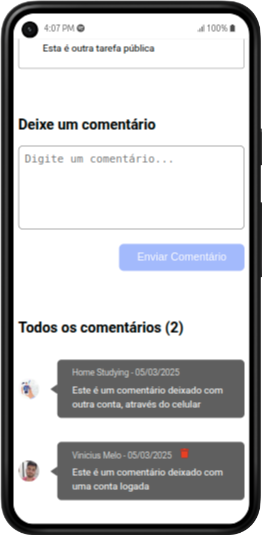 4:07 PM
100%
Esta é outra tarefa pública
Deixe um comentário
Digite um comentário...
Enviar Comentário
Todos os comentários (2)
Home Studying - 05/03/2025
Este é um comentário deixado com
outra conta, através do celular
Vinicius Melo - 05/03/2025
Este é um comentário deixado com
uma conta logada